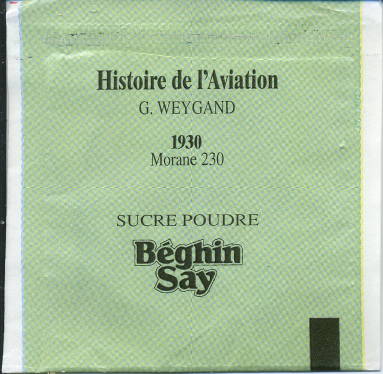 Histoire de l'Aviation
G. WEYGAND
1930
Morane 230
SUCRE POUDRE
Béghin
Say